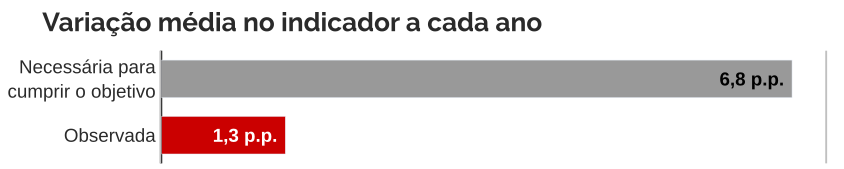 Variação média no indicador a cada ano
Necessária para
cumprir o objetivo
6,8 p.p.
Observada
1,3 p.p.